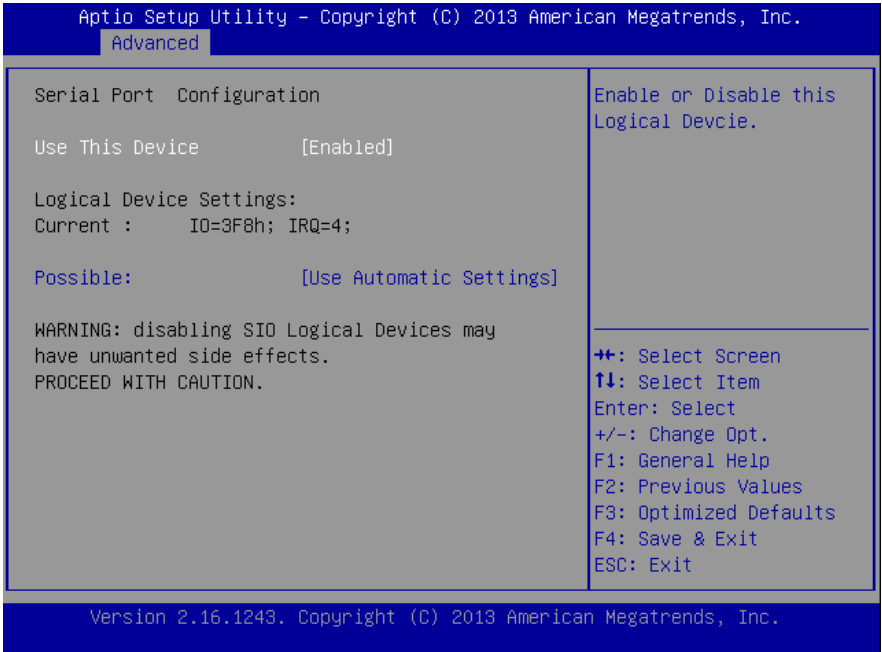 Aptio Setup Utility – Copyright (C) 2013 American Megatrends, Inc.
Advanced
Serial Port  Configuration
Use This Device [Enabled]
Logical Device Settings:
Current : IO=3F8h; IRQ=4;
Possible: [Use Automatic Settings]
WARNING: disabling SIO Logical Devices may
have unwanted side effects.
PROCEED WITH CAUTION.
Enable or Disable this
Logical Devcie.
→←: Select Screen
↑↓: Select Item
Enter: Select
+/-: Change Opt.
F1: General Help
F2: Previous Values
F3: Optimized Defaults
F4: Save & Exit
ESC: Exit
Version 2.16.1243. Copyright (C) 2013 American Megatrends, Inc.